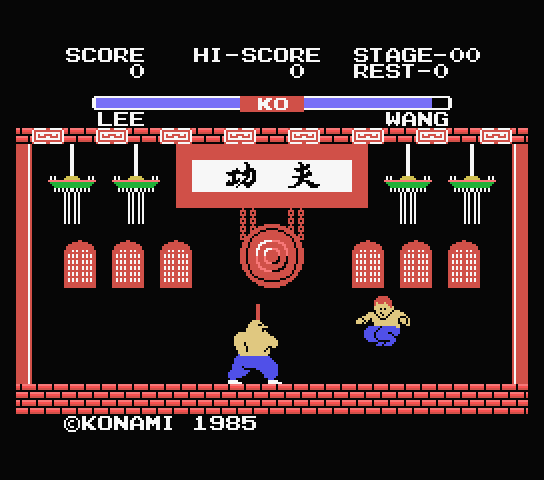 SCORE HI-SCORE STAGE-00
0 0 REST-0
KO
LEE WANG
功 夫
©KONAMI 1985